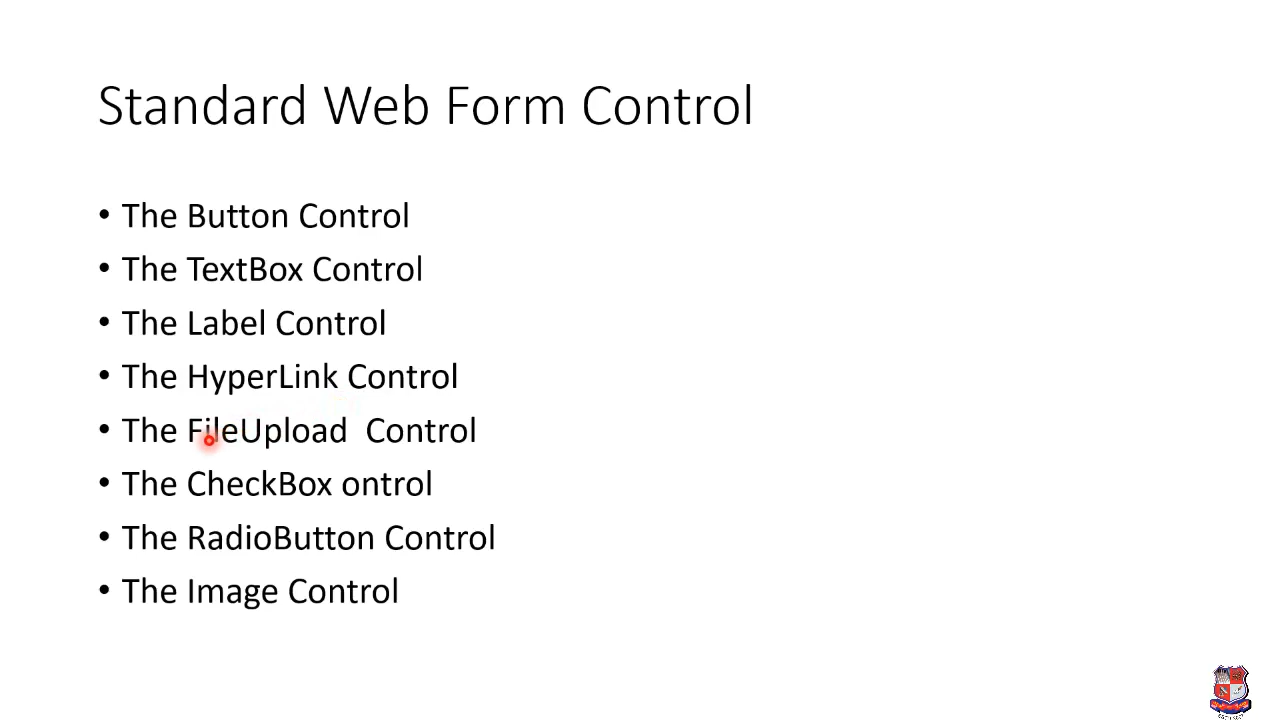 Standard Web Form Control
• The Button Control
• The TextBox Control
• The Label Control
• The HyperLink Control
• The FileUpload  Control
• The CheckBox ontrol
• The RadioButton Control
• The Image Control